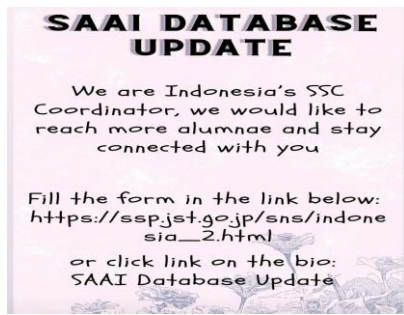 SAAI DATABASE
UPDATE
We are Indonesia's SSC
Coordinator, we would like to
reach more alumnae and stay
connected with you
Fill the form in the link below:
https://ssp.jst.go.jp/sns/indone
sia__2.html
or click link on the bio:
SAAI Database Update